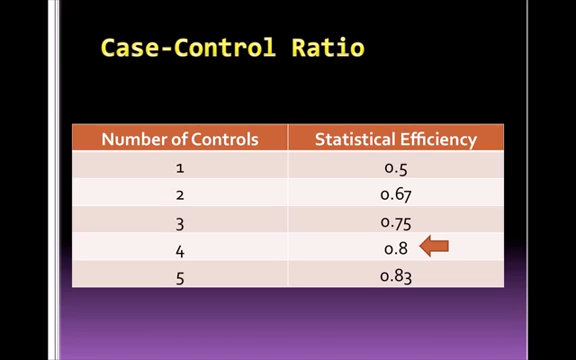 Case-Control Ratio
Number of Controls Statistical Efficiency
1 0.5
2 0.67
3 0.75
4 0.8
5 0.83